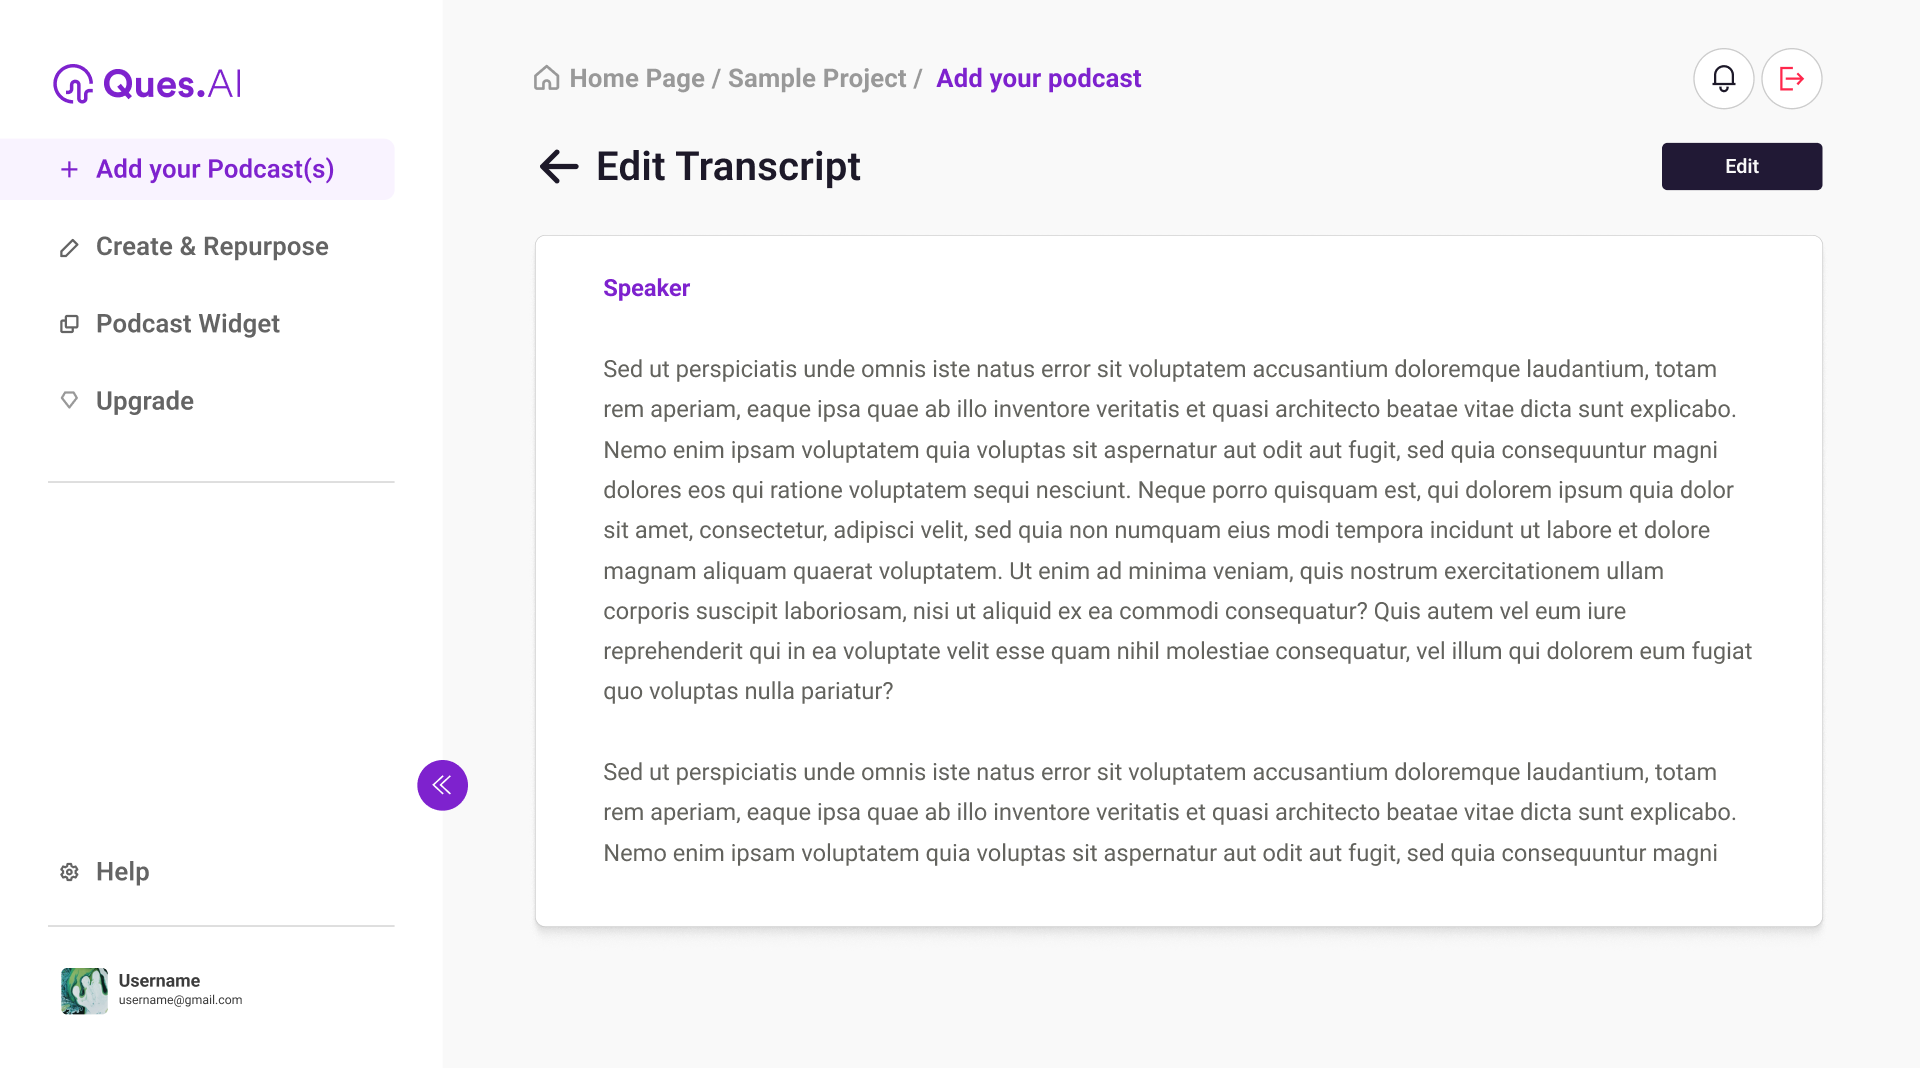 Ques.AI
+ Add your Podcast(s)
Create & Repurpose
Podcast Widget
Upgrade
Help
Username
username@gmail.com
Home Page / Sample Project / Add your podcast
Edit Transcript
Edit
Speaker
Sed ut perspiciatis unde omnis iste natus error sit voluptatem accusantium doloremque laudantium, totam
rem aperiam, eaque ipsa quae ab illo inventore veritatis et quasi architecto beatae vitae dicta sunt explicabo.
Nemo enim ipsam voluptatem quia voluptas sit aspernatur aut odit aut fugit, sed quia consequuntur magni
dolores eos qui ratione voluptatem sequi nesciunt. Neque porro quisquam est, qui dolorem ipsum quia dolor
sit amet, consectetur, adipisci velit, sed quia non numquam eius modi tempora incidunt ut labore et dolore
magnam aliquam quaerat voluptatem. Ut enim ad minima veniam, quis nostrum exercitationem ullam
corporis suscipit laboriosam, nisi ut aliquid ex ea commodi consequatur? Quis autem vel eum iure
reprehenderit qui in ea voluptate velit esse quam nihil molestiae consequatur, vel illum qui dolorem eum fugiat
quo voluptas nulla pariatur?
Sed ut perspiciatis unde omnis iste natus error sit voluptatem accusantium doloremque laudantium, totam
rem aperiam, eaque ipsa quae ab illo inventore veritatis et quasi architecto beatae vitae dicta sunt explicabo.
Nemo enim ipsam voluptatem quia voluptas sit aspernatur aut odit aut fugit, sed quia consequuntur magni